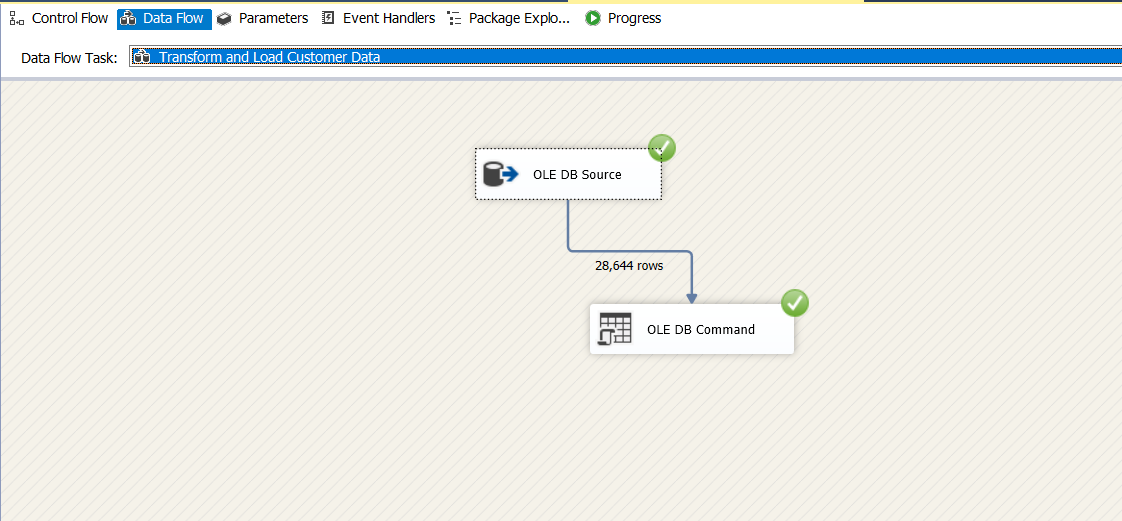 Control Flow Data Flow Parameters Event Handlers Package Explo... Progress
Data Flow Task: Transform and Load Customer Data
OLE DB Source
28,644 rows
OLE DB Command